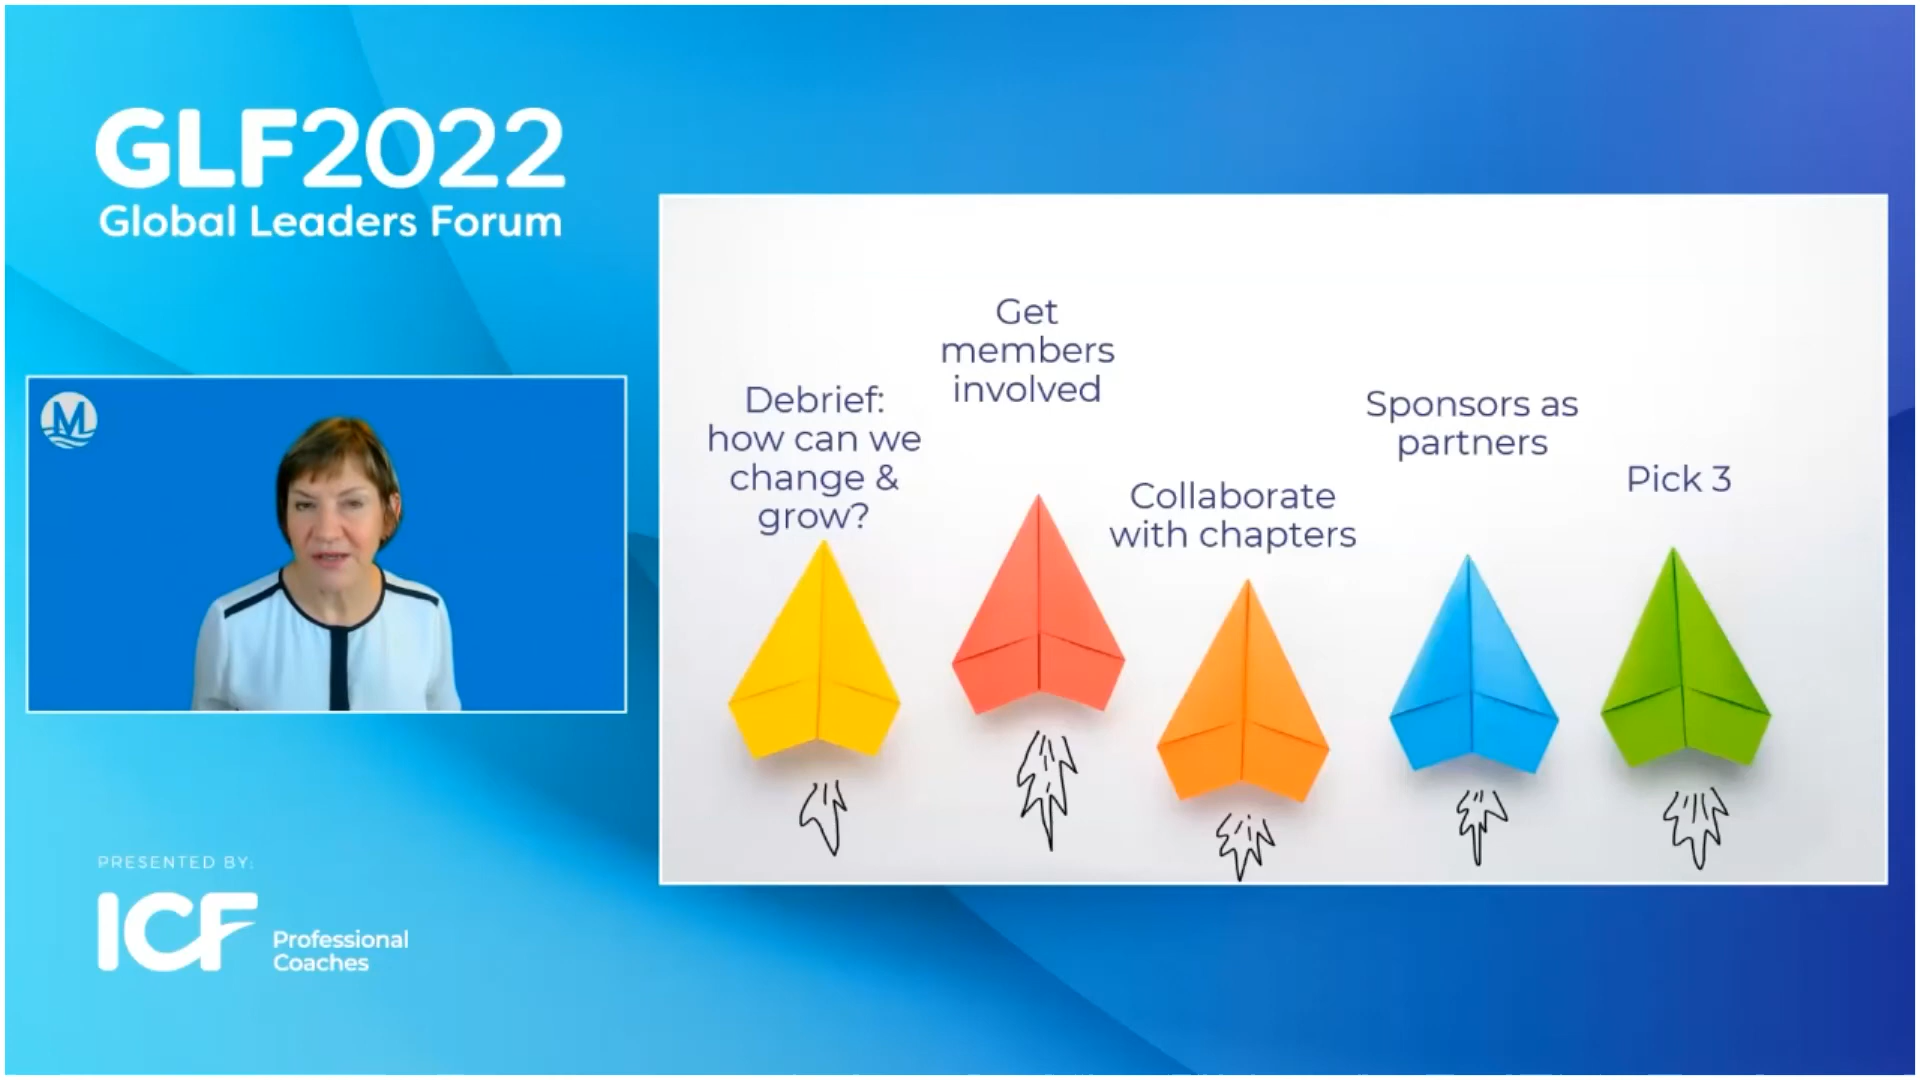 GLF2022
Global Leaders Forum
M
PRESENTED BY:
ICF
Professional
Coaches
Debrief:
how can we
change &
grow?
Get
members
involved
Collaborate
with chapters
Sponsors as
partners
Pick 3